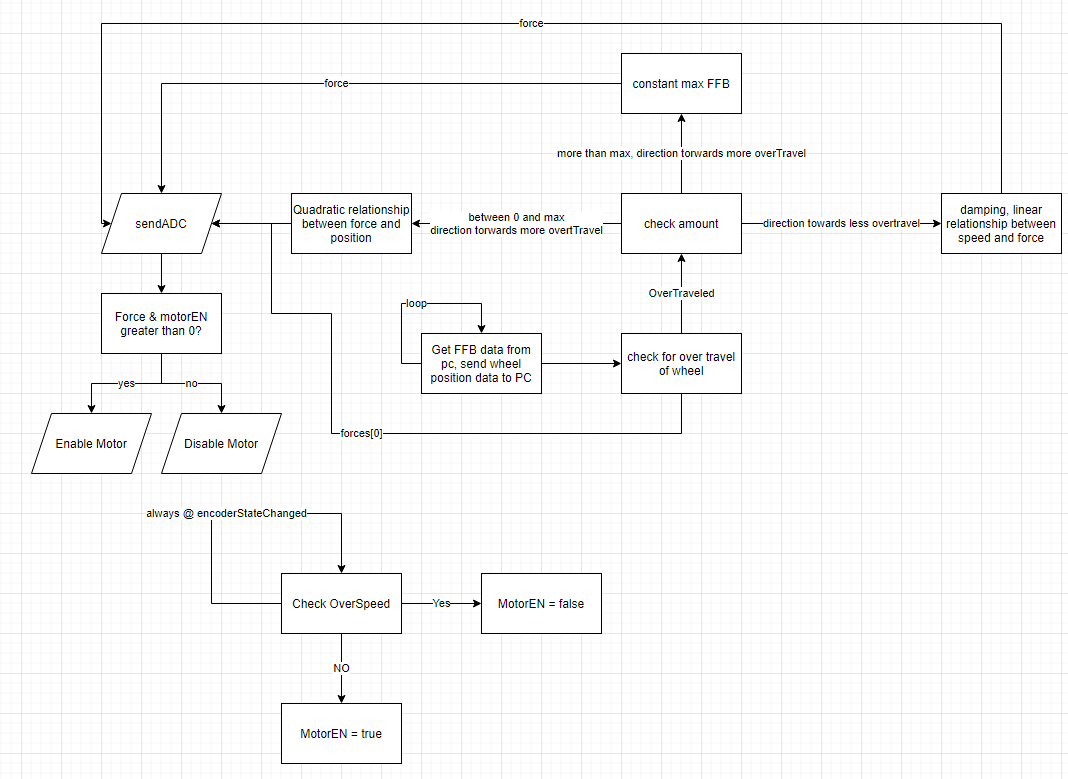 force
constant max FFB
force
more than max, direction torwards more overTravel
sendADC
Quadratic relationship
between force and
position
between 0 and max
direction torwards more overtTravel
check amount
direction towards less overtravel
damping, linear
relationship between
speed and force
OverTraveled
loop
Force & motorEN
greater than 0?
Get FFB data from
pc, send wheel
position data to PC
check for over travel
of wheel
yes
no
forces[0]
Enable Motor
Disable Motor
always @ encoderStateChanged
Check OverSpeed
Yes
MotorEN = false
NO
MotorEN = true